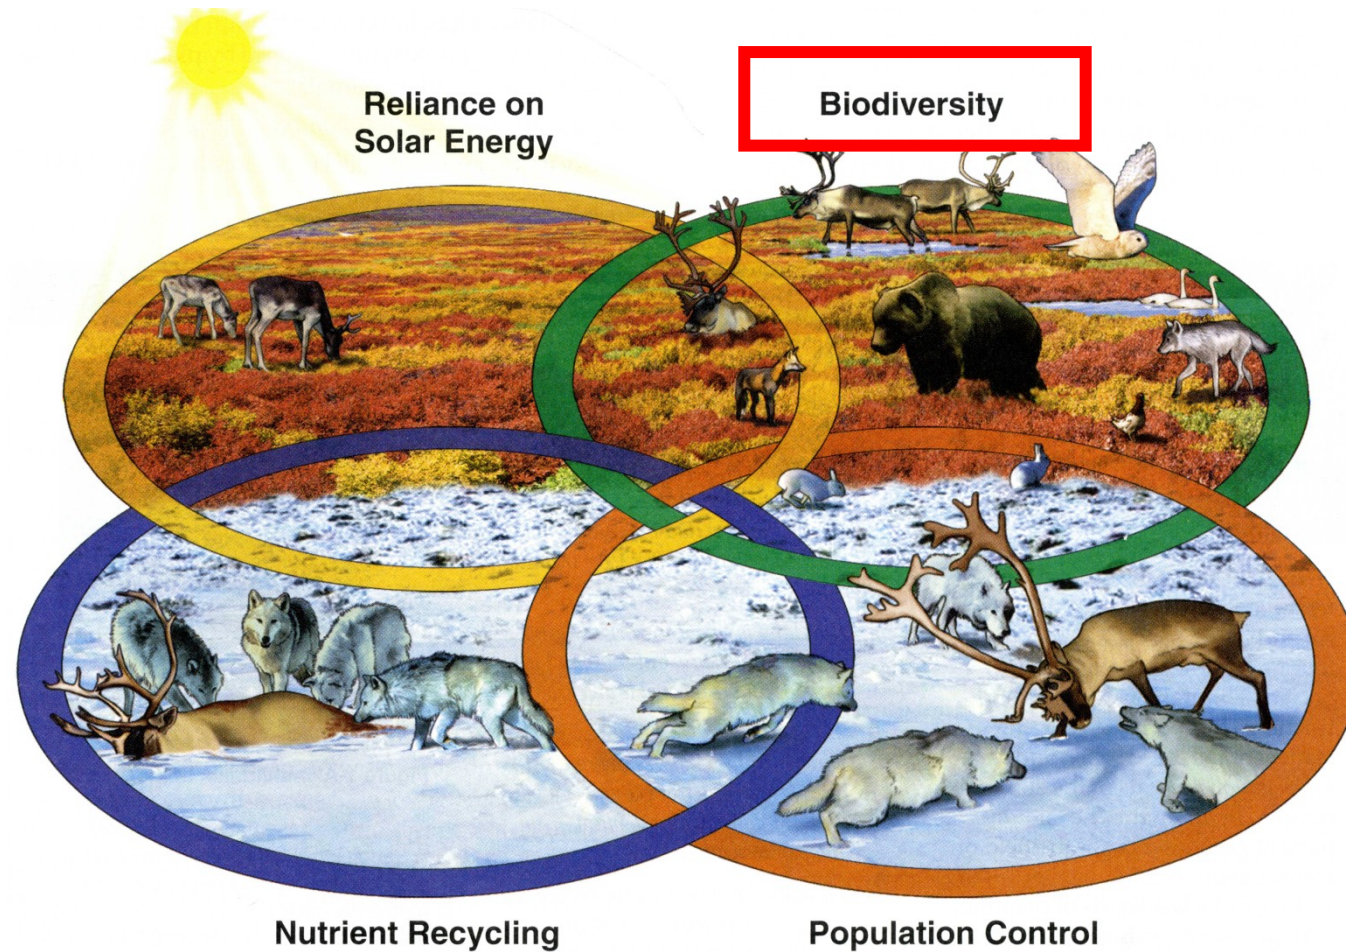 Reliance on
Solar Energy
Biodiversity
Nutrient Recycling
Population Control